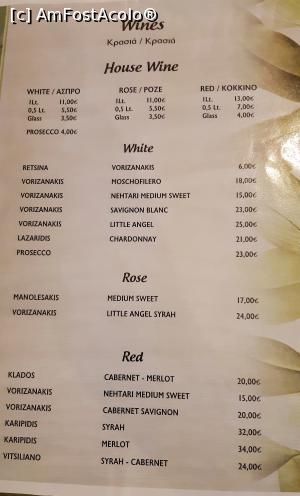 [c] AmFostAcolo®
Wines
Κρασιά / Κρασιά
House Wine
WHITE / ΑΣΠΡΟ
1Lt. 11,00€
0,5 Lt. 5,50€
Glass 3,50€
PROSECCO 4,00€
ROSE / ΡΟΖΕ
1Lt. 11,00€
0,5 Lt. 5,50€
Glass 3,50€
RED / ΚΟΚΚΙΝΟ
1Lt. 13,00€
0,5 Lt. 7,00€
Glass 4,00€
White
RETSINA VORIZANAKIS 6,00€
VORIZANAKIS MOSCHOFILERO 18,00€
VORIZANAKIS NEHTARI MEDIUM SWEET 15,00€
VORIZANAKIS SAVIGNON BLANC 23,00€
VORIZANAKIS LITTLE ANGEL 25,00€
LAZARIDIS CHARDONNAY 21,00€
PROSECCO 23,00€
Rose
MANOLESAKIS MEDIUM SWEET 17,00€
VORIZANAKIS LITTLE ANGEL SYRAH 24,00€
Red
KLADOS CABERNET - MERLOT 20,00€
VORIZANAKIS NEHTARI MEDIUM SWEET 15,00€
VORIZANAKIS CABERNET SAVIGNON 20,00€
KARIPIDIS SYRAH 32,00€
KARIPIDIS MERLOT 34,00€
VITSILIANO SYRAH - CABERNET 24,00€